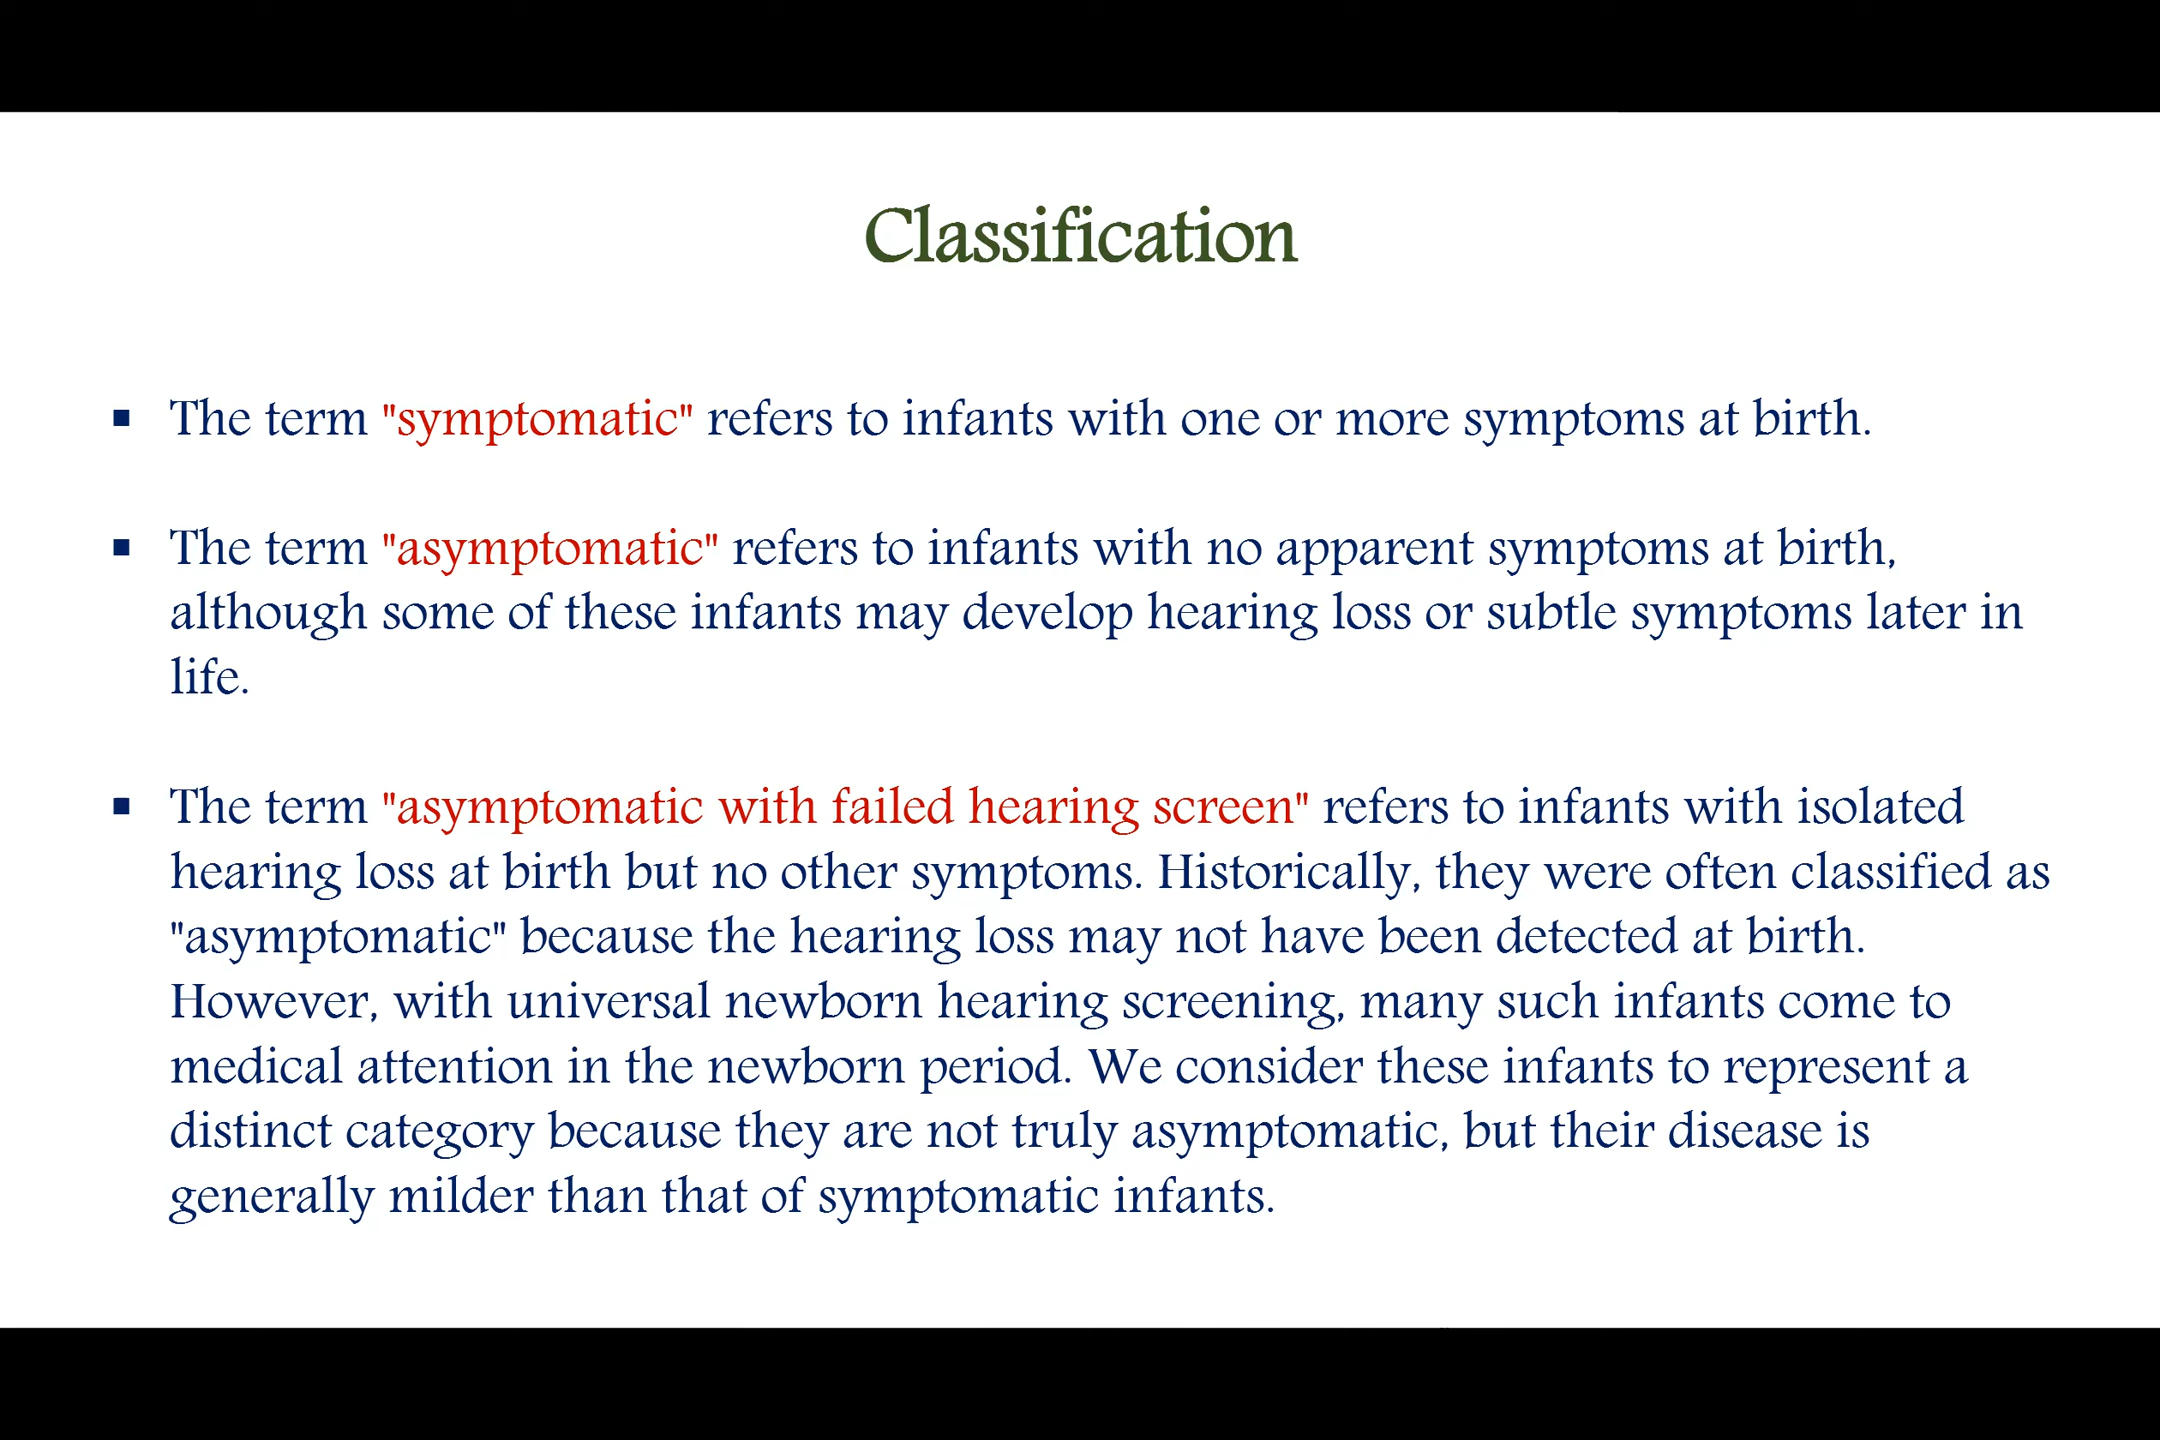 Classification
▪ The term "symptomatic" refers to infants with one or more symptoms at birth.
▪ The term "asymptomatic" refers to infants with no apparent symptoms at birth,
although some of these infants may develop hearing loss or subtle symptoms later in
life.
▪ The term "asymptomatic with failed hearing screen" refers to infants with isolated
hearing loss at birth but no other symptoms. Historically, they were often classified as
"asymptomatic" because the hearing loss may not have been detected at birth.
However, with universal newborn hearing screening, many such infants come to
medical attention in the newborn period. We consider these infants to represent a
distinct category because they are not truly asymptomatic, but their disease is
generally milder than that of symptomatic infants.